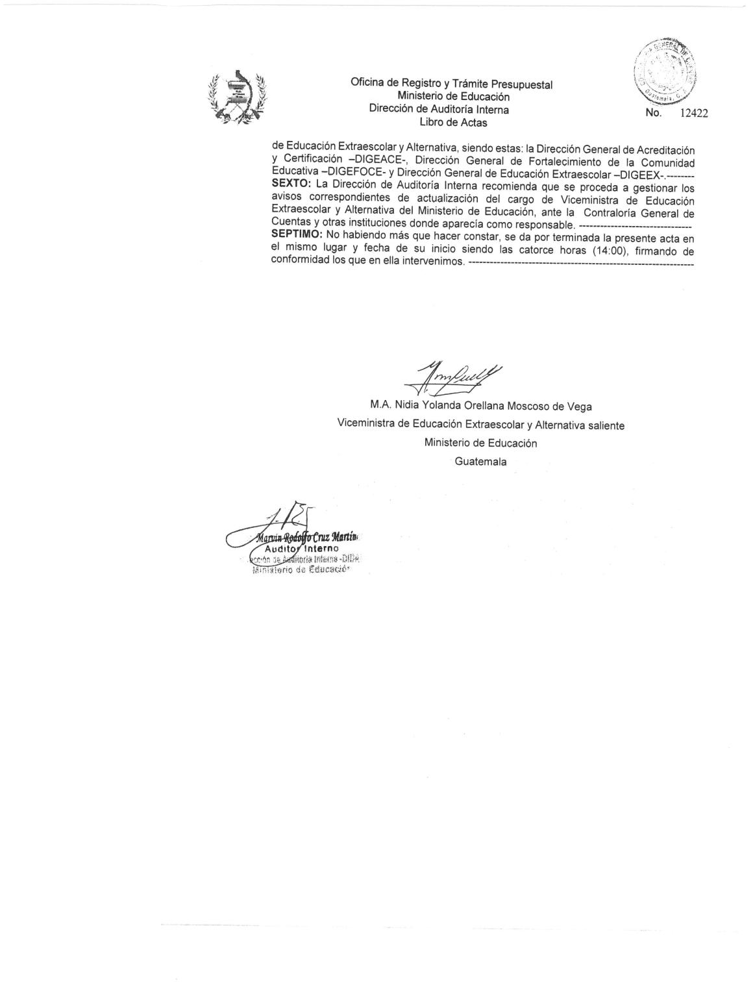 GENERAL DE
Guatemala, C.
Oficina de Registro y Trámite Presupuestal
Ministerio de Educación
Dirección de Auditoría Interna
Libro de Actas
No. 12422
de Educación Extraescolar y Alternativa, siendo estas: la Dirección General de Acreditación
y Certificación –DIGEACE-, Dirección General de Fortalecimiento de la Comunidad
Educativa –DIGEFOCE- y Dirección General de Educación Extraescolar –DIGEEX-.--------
SEXTO: La Dirección de Auditoría Interna recomienda que se proceda a gestionar los
avisos correspondientes de actualización del cargo de Viceministra de Educación
Extraescolar y Alternativa del Ministerio de Educación, ante la Contraloría General de
Cuentas y otras instituciones donde aparecía como responsable. --------------------------------
SEPTIMO: No habiendo más que hacer constar, se da por terminada la presente acta en
el mismo lugar y fecha de su inicio siendo las catorce horas (14:00), firmando de
conformidad los que en ella intervenimos. ----------------------------------------------------------------
M.A. Nidia Yolanda Orellana Moscoso de Vega
Viceministra de Educación Extraescolar y Alternativa saliente
Ministerio de Educación
Guatemala
Marvin Rodolfo Cruz Martín
Auditor Interno
cción de Auditoría Interna -DIDA
Ministerio de Educació